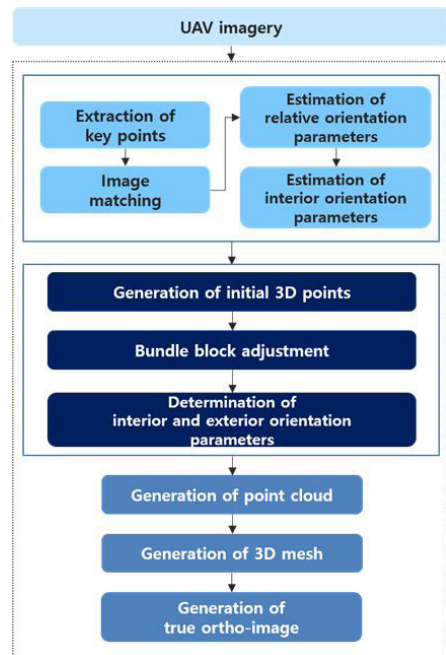 UAV imagery
Extraction of
key points
Image
matching
Estimation of
relative orientation
parameters
Estimation of
interior orientation
parameters
Generation of initial 3D points
Bundle block adjustment
Determination of
interior and exterior orientation
parameters
Generation of point cloud
Generation of 3D mesh
Generation of
true ortho-image